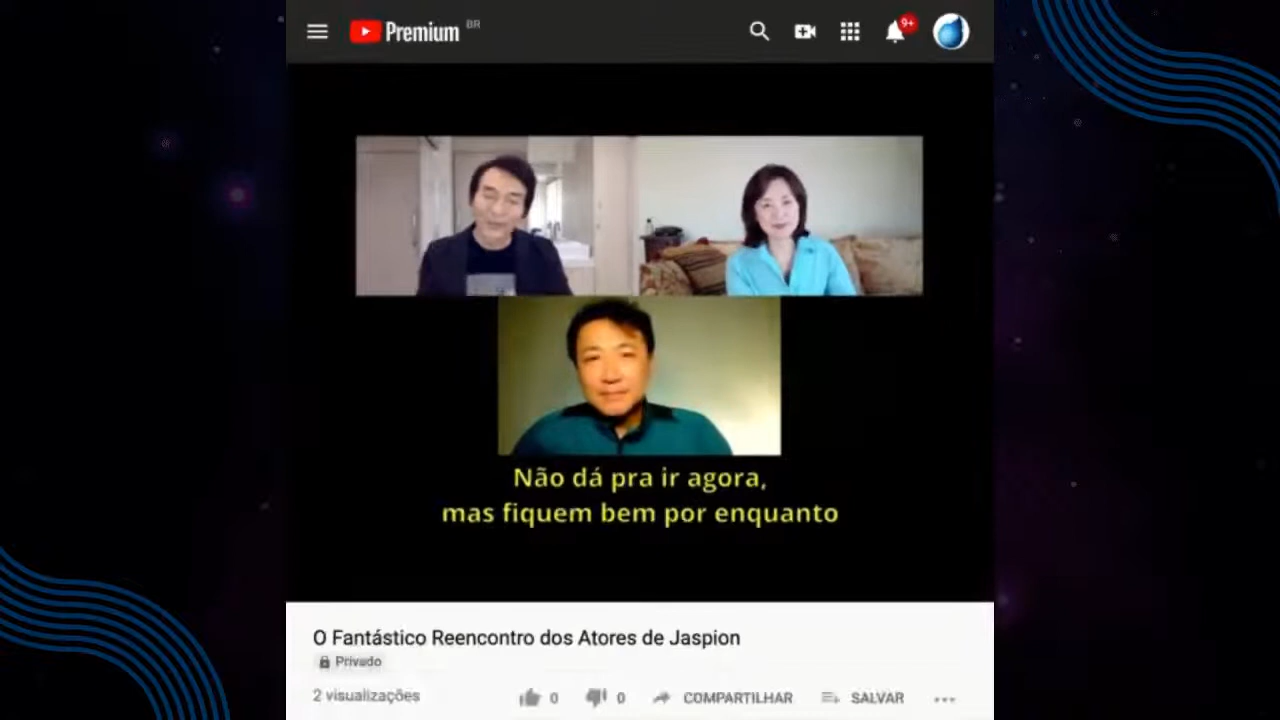 Premium BR
9+
Não dá pra ir agora,
mas fiquem bem por enquanto
O Fantástico Reencontro dos Atores de Jaspion
Privado
2 visualizações
0 0 COMPARTILHAR SALVAR